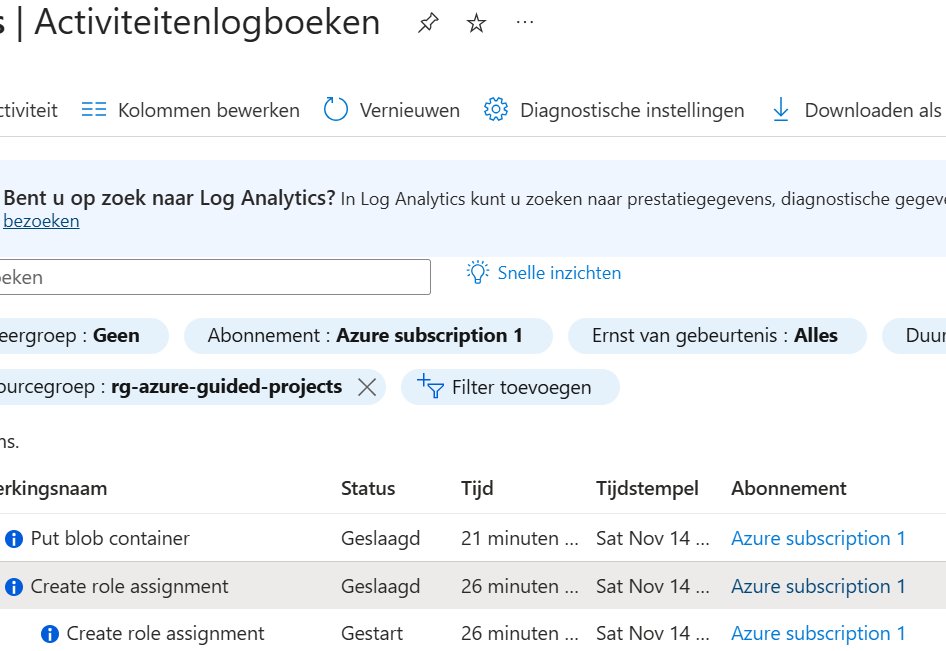 s | Activiteitenlogboeken ...
ctiviteit Kolommen bewerken Vernieuwen Diagnostische instellingen Downloaden als
Bent u op zoek naar Log Analytics? In Log Analytics kunt u zoeken naar prestatiegegevens, diagnostische gegeve
bezoeken
eken Snelle inzichten
eergroep : Geen Abonnement : Azure subscription 1 Ernst van gebeurtenis : Alles Duur
ourcegroep : rg-azure-guided-projects Filter toevoegen
ns.
erkingsnaam Status Tijd Tijdstempel Abonnement
Put blob container Geslaagd 21 minuten ... Sat Nov 14 ... Azure subscription 1
Create role assignment Geslaagd 26 minuten ... Sat Nov 14 ... Azure subscription 1
Create role assignment Gestart 26 minuten ... Sat Nov 14 ... Azure subscription 1